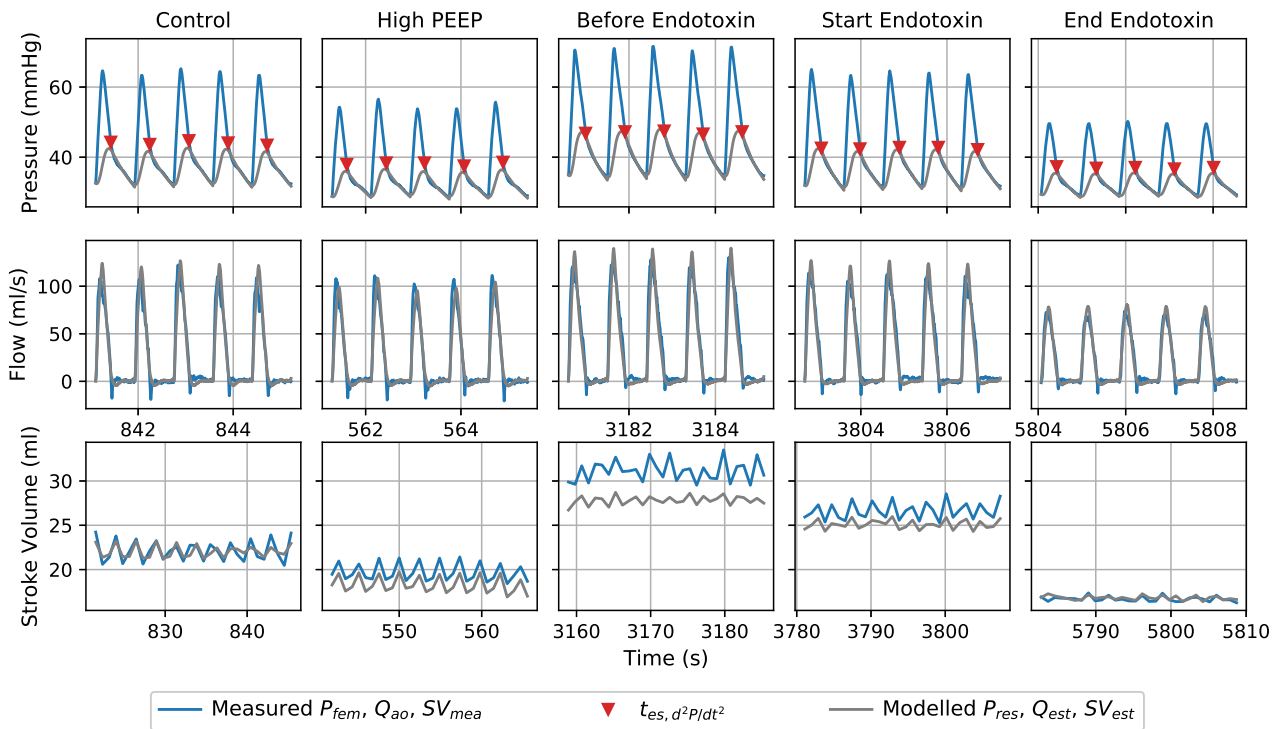 Control High PEEP Before Endotoxin Start Endotoxin End Endotoxin
Pressure (mmHg)
60
40
Flow (ml/s)
100
50
0
842 844 562 564 3182 3184 3804 3806 5804 5806 5808
Stroke Volume (ml)
30
25
20
830 840 550 560 3160 3170 3180 3780 3790 3800 5790 5800 5810
Time (s)
Measured P_fem, Q_ao, SV_mea t_es, d²P/dt² Modelled P_res, Q_est, SV_est